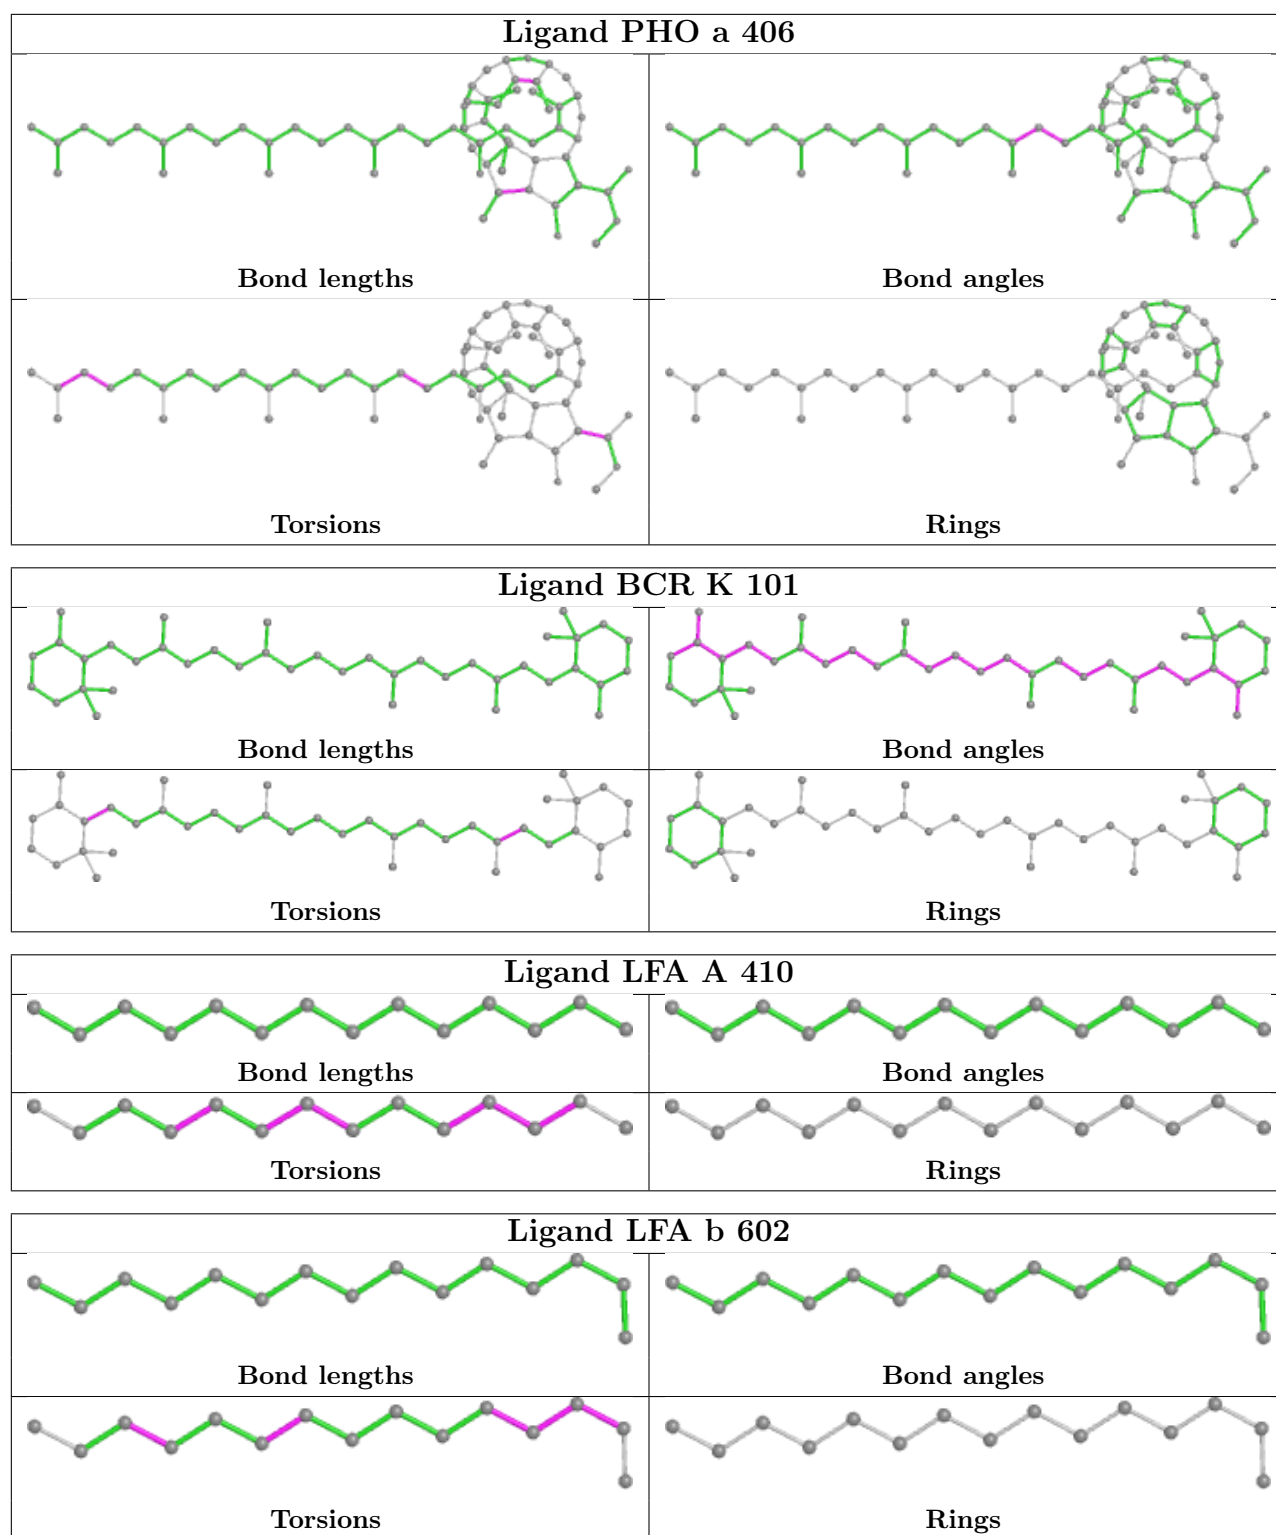 Ligand PHO a 406
Bond lengths
Bond angles
Torsions
Rings
Ligand BCR K 101
Bond lengths
Bond angles
Torsions
Rings
Ligand LFA A 410
Bond lengths
Bond angles
Torsions
Rings
Ligand LFA b 602
Bond lengths
Bond angles
Torsions
Rings